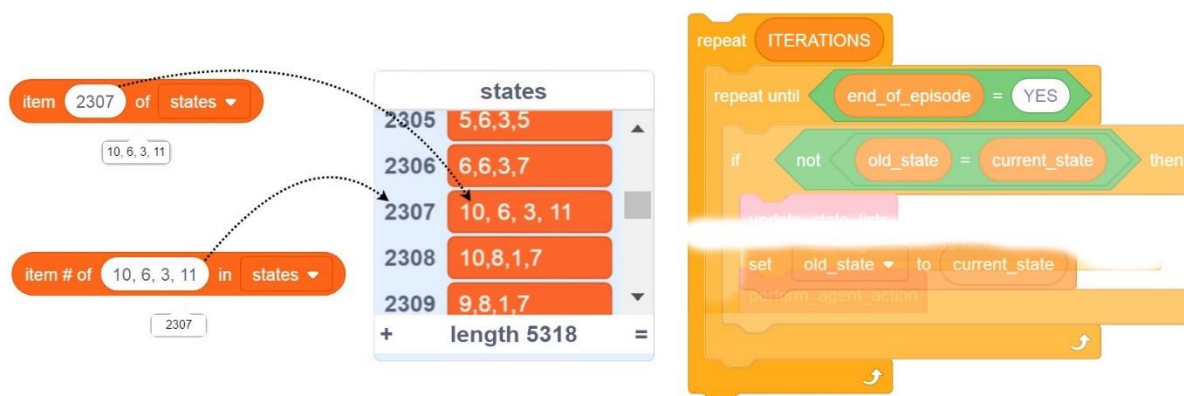 item 2307 of states
10, 6, 3, 11
item # of 10, 6, 3, 11 in states
2307
states
2305 5,6,3,5
2306 6,6,3,7
2307 10, 6, 3, 11
2308 10,8,1,7
2309 9,8,1,7
+ length 5318 =
repeat ITERATIONS
repeat until end_of_episode = YES
if not old_state = current_state then
update_state_lists
set old_state to current_state
perform_agent_action